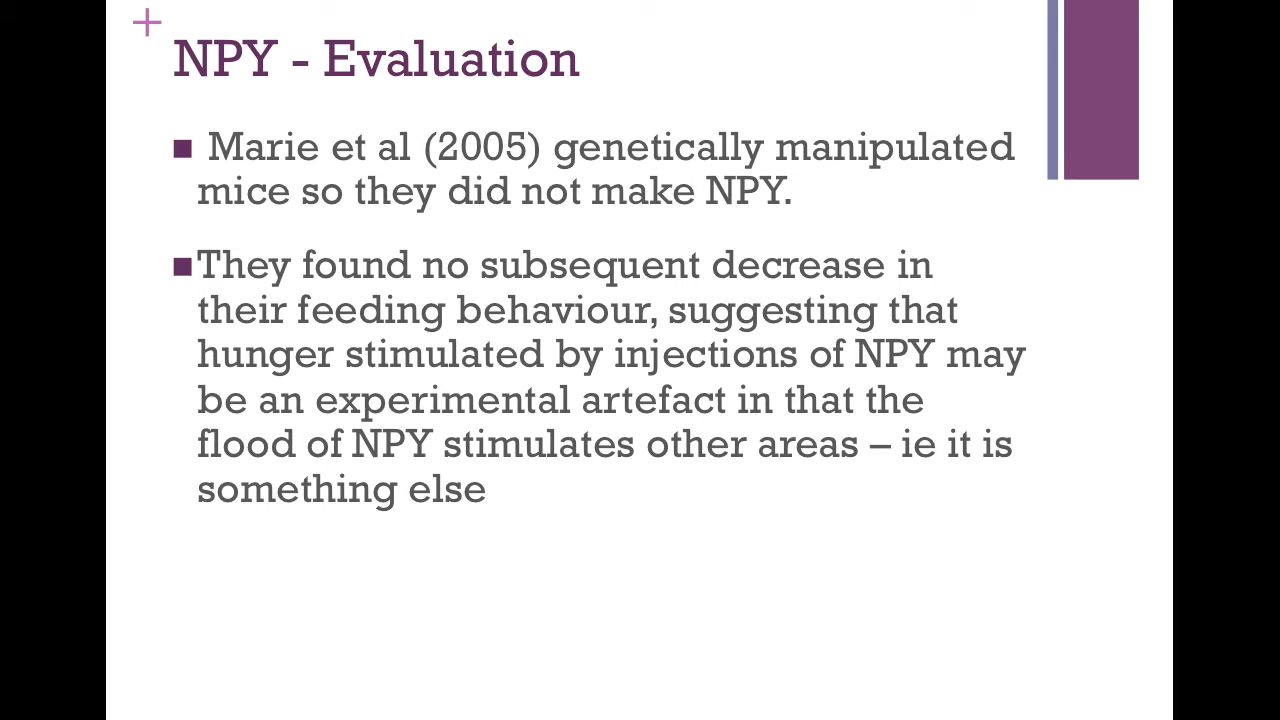 +
NPY - Evaluation
■ Marie et al (2005) genetically manipulated
mice so they did not make NPY.
■ They found no subsequent decrease in
their feeding behaviour, suggesting that
hunger stimulated by injections of NPY may
be an experimental artefact in that the
flood of NPY stimulates other areas – ie it is
something else